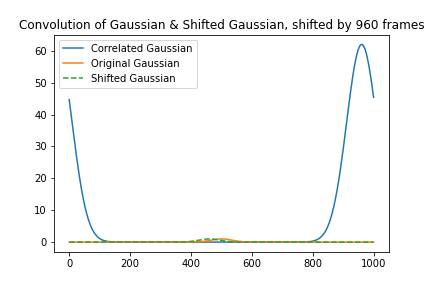 Convolution of Gaussian & Shifted Gaussian, shifted by 960 frames
Correlated Gaussian
Original Gaussian
Shifted Gaussian
60
50
40
30
20
10
0
0 200 400 600 800 1000